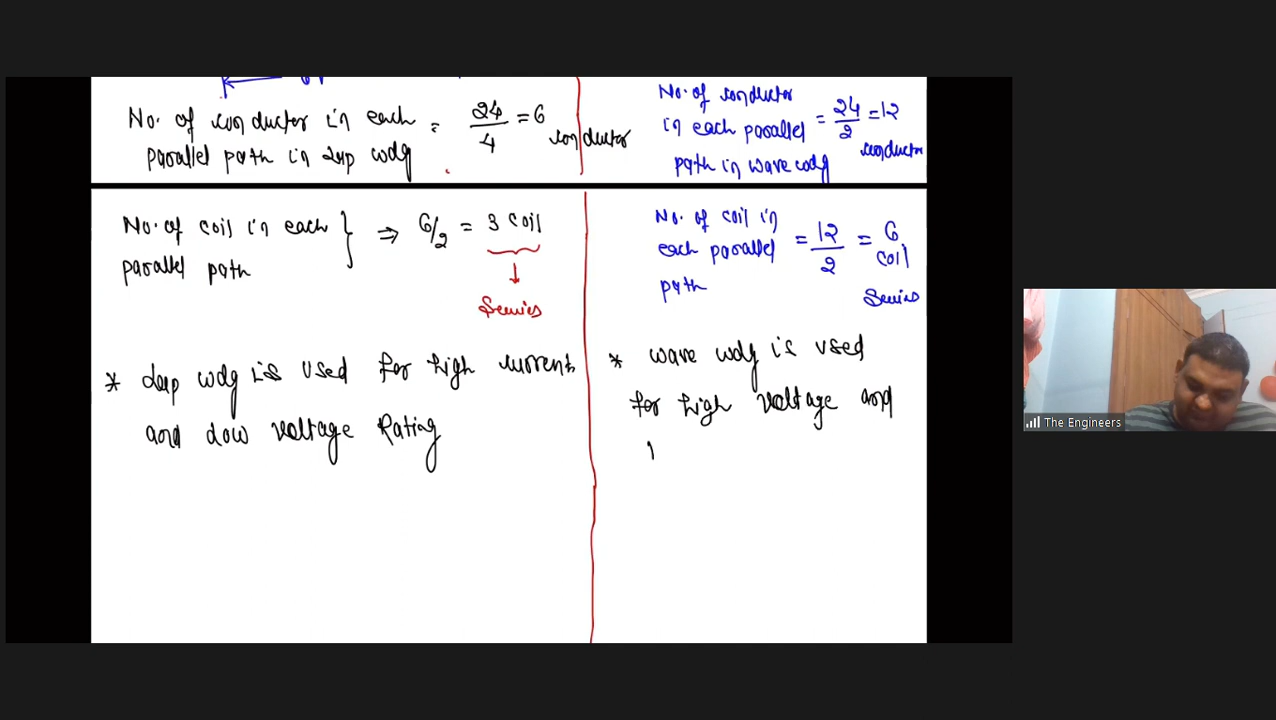 No. of conductor in each = 24/4 = 6 conductor
parallel path in lap wdg
No. of conductor
in each parallel = 24/2 = 12 conductor
path in wave wdg
No. of coil in each } ⇒ 6/2 = 3 coil
parallel path
↓
Series
No. of coil in
each parallel = 12/2 = 6 coil
path
Series
* lap wdg is used for high current
and low voltage Rating
* wave wdg is used
for high voltage and
l
The Engineers